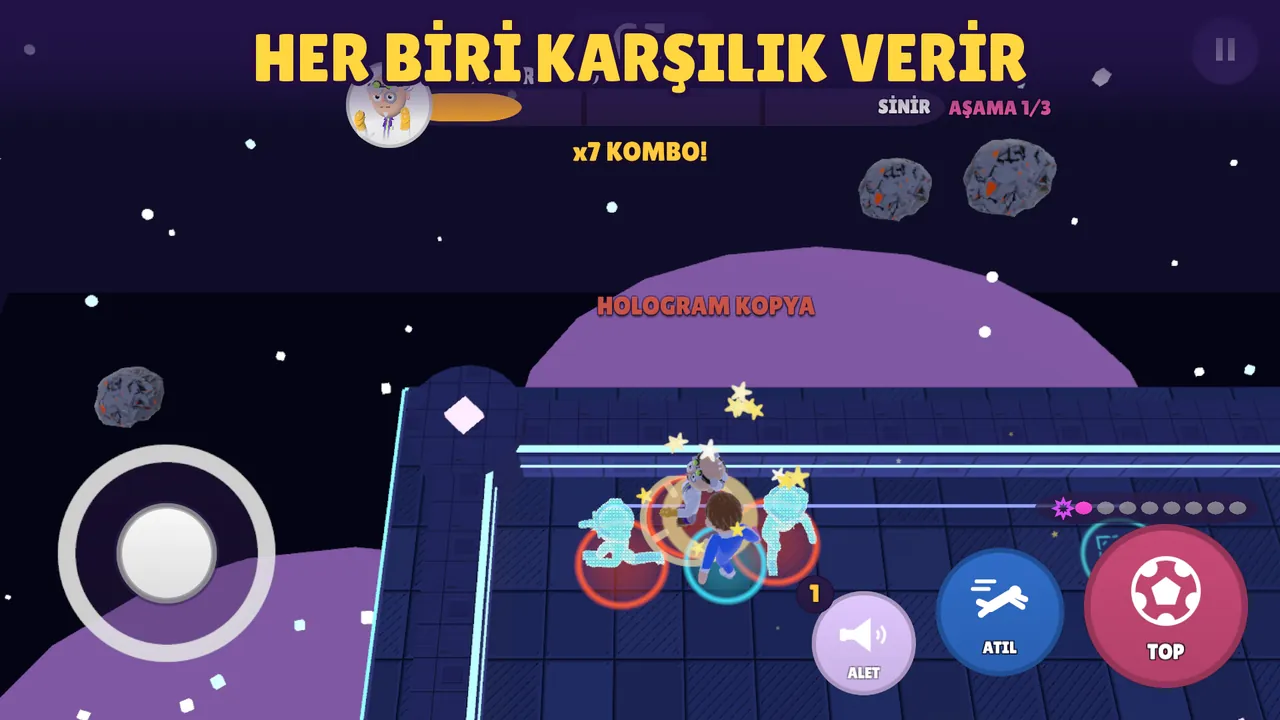 HER BİRİ KARŞILIK VERİR
SİNİR AŞAMA 1/3
x7 KOMBO!
HOLOGRAM KOPYA
1
ALET
ATIL
TOP